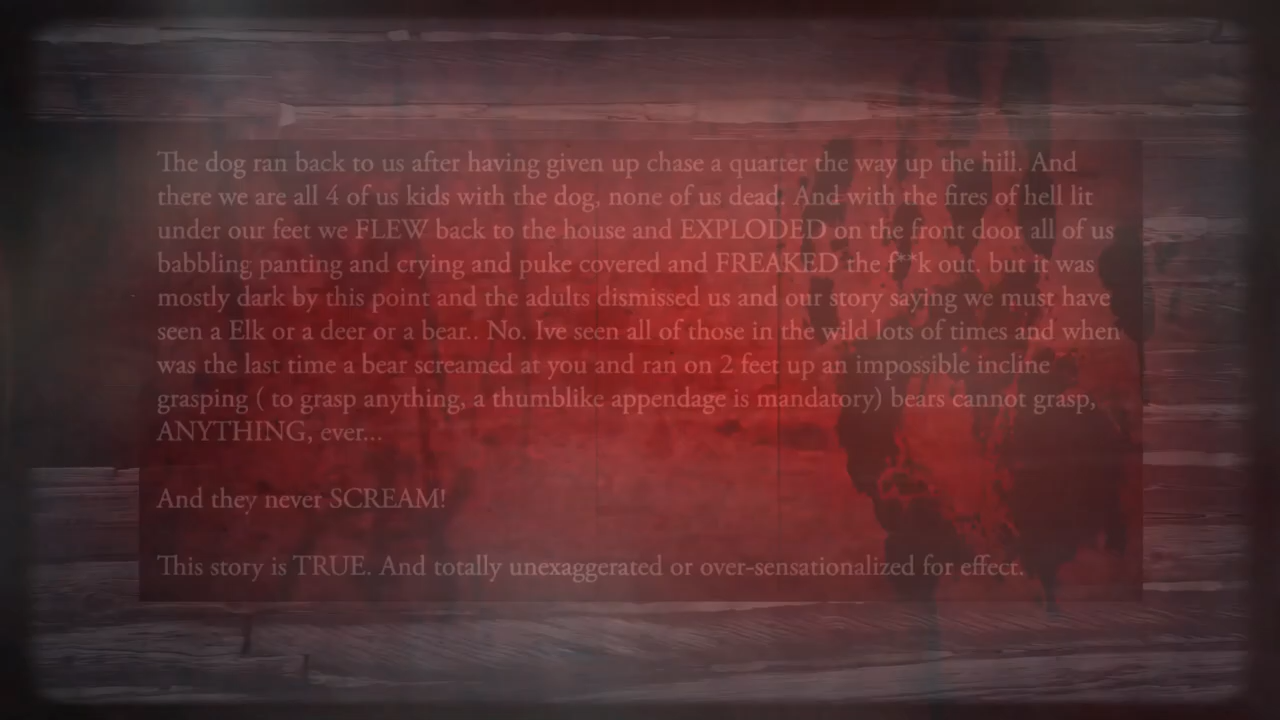 The dog ran back to us after having given up chase a quarter the way up the hill. And
there we are all 4 of us kids with the dog, none of us dead. And with the fires of hell lit
under our feet we FLEW back to the house and EXPLODED on the front door all of us
babbling panting and crying and puke covered and FREAKED the f**k out, but it was
mostly dark by this point and the adults dismissed us and our story saying we must have
seen a Elk or a deer or a bear.. No. Ive seen all of those in the wild lots of times and when
was the last time a bear screamed at you and ran on 2 feet up an impossible incline
grasping ( to grasp anything, a thumblike appendage is mandatory) bears cannot grasp,
ANYTHING, ever...
And they never SCREAM!
This story is TRUE. And totally unexaggerated or over-sensationalized for effect.